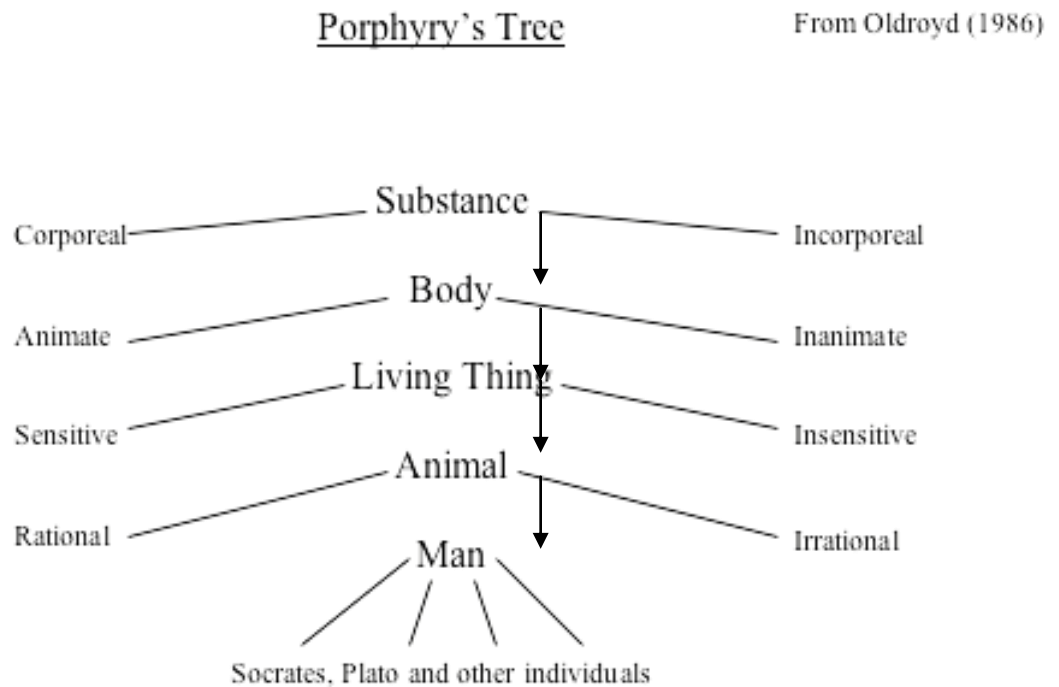 Porphyry's Tree
From Oldroyd (1986)
Substance
Corporeal
Incorporeal
Body
Animate
Inanimate
Living Thing
Sensitive
Insensitive
Animal
Rational
Irrational
Man
Socrates, Plato and other individuals